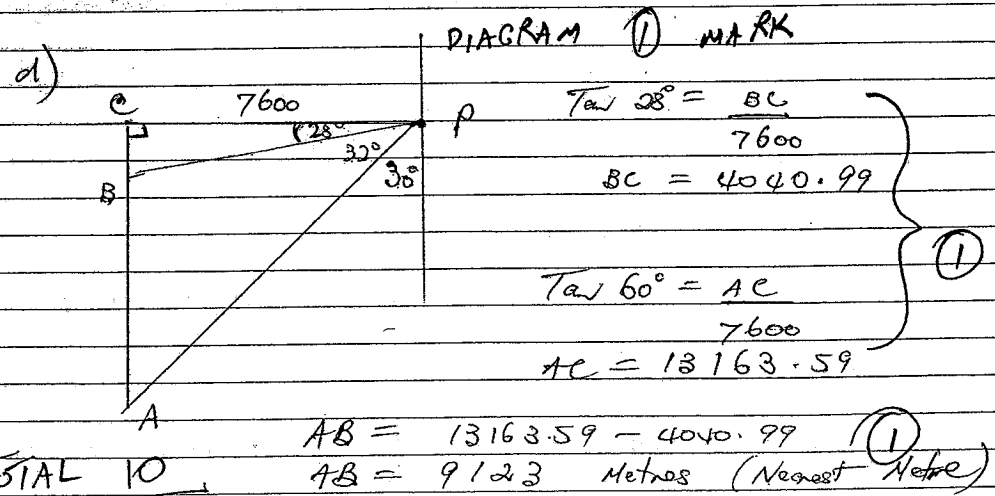 DIAGRAM ① MARK
d)
C 7600 P
28°
32°
30°
B
A
Tan 28° = BC
7600
BC = 4040.99
①
Tan 60° = AC
7600
AC = 13163.59
AB = 13163.59 - 4040.99 ①
10 AB = 9123 Metres (Nearest Metre)